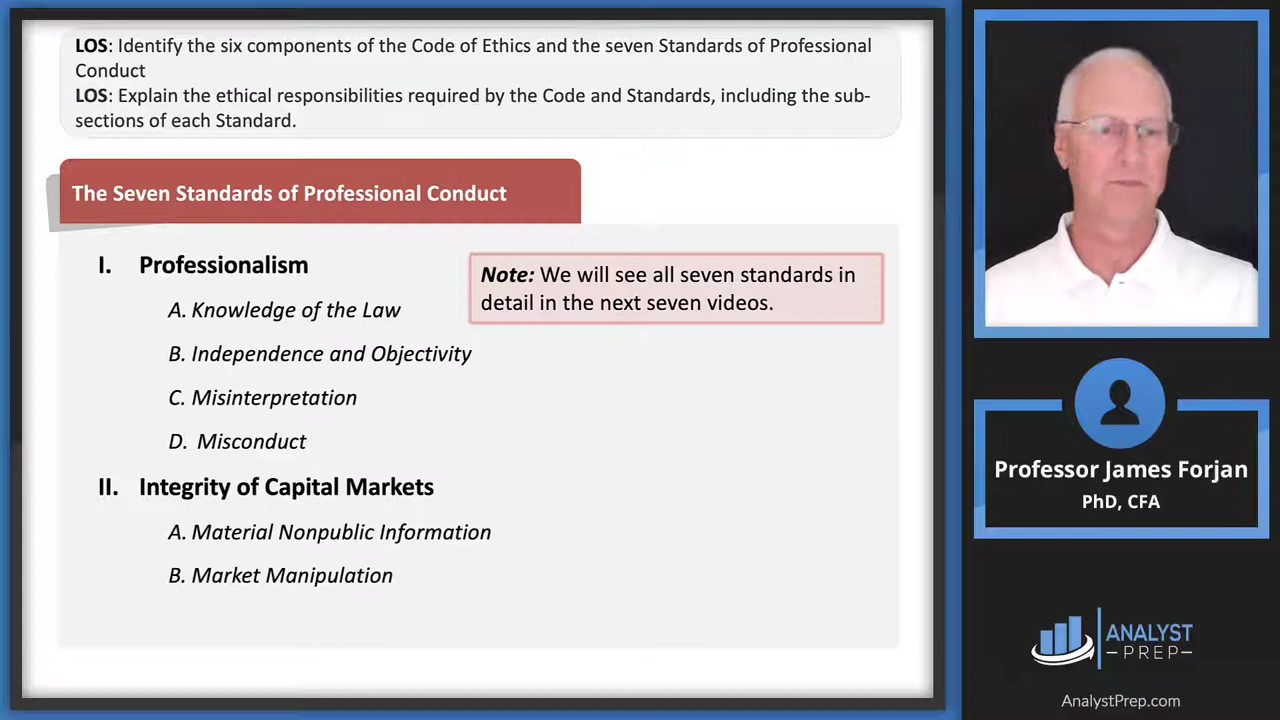 LOS: Identify the six components of the Code of Ethics and the seven Standards of Professional
Conduct
LOS: Explain the ethical responsibilities required by the Code and Standards, including the sub-
sections of each Standard.
The Seven Standards of Professional Conduct
I. Professionalism
Note: We will see all seven standards in
detail in the next seven videos.
A. Knowledge of the Law
B. Independence and Objectivity
C. Misinterpretation
D. Misconduct
II. Integrity of Capital Markets
A. Material Nonpublic Information
B. Market Manipulation
Professor James Forjan
PhD, CFA
ANALYST
PREP
AnalystPrep.com